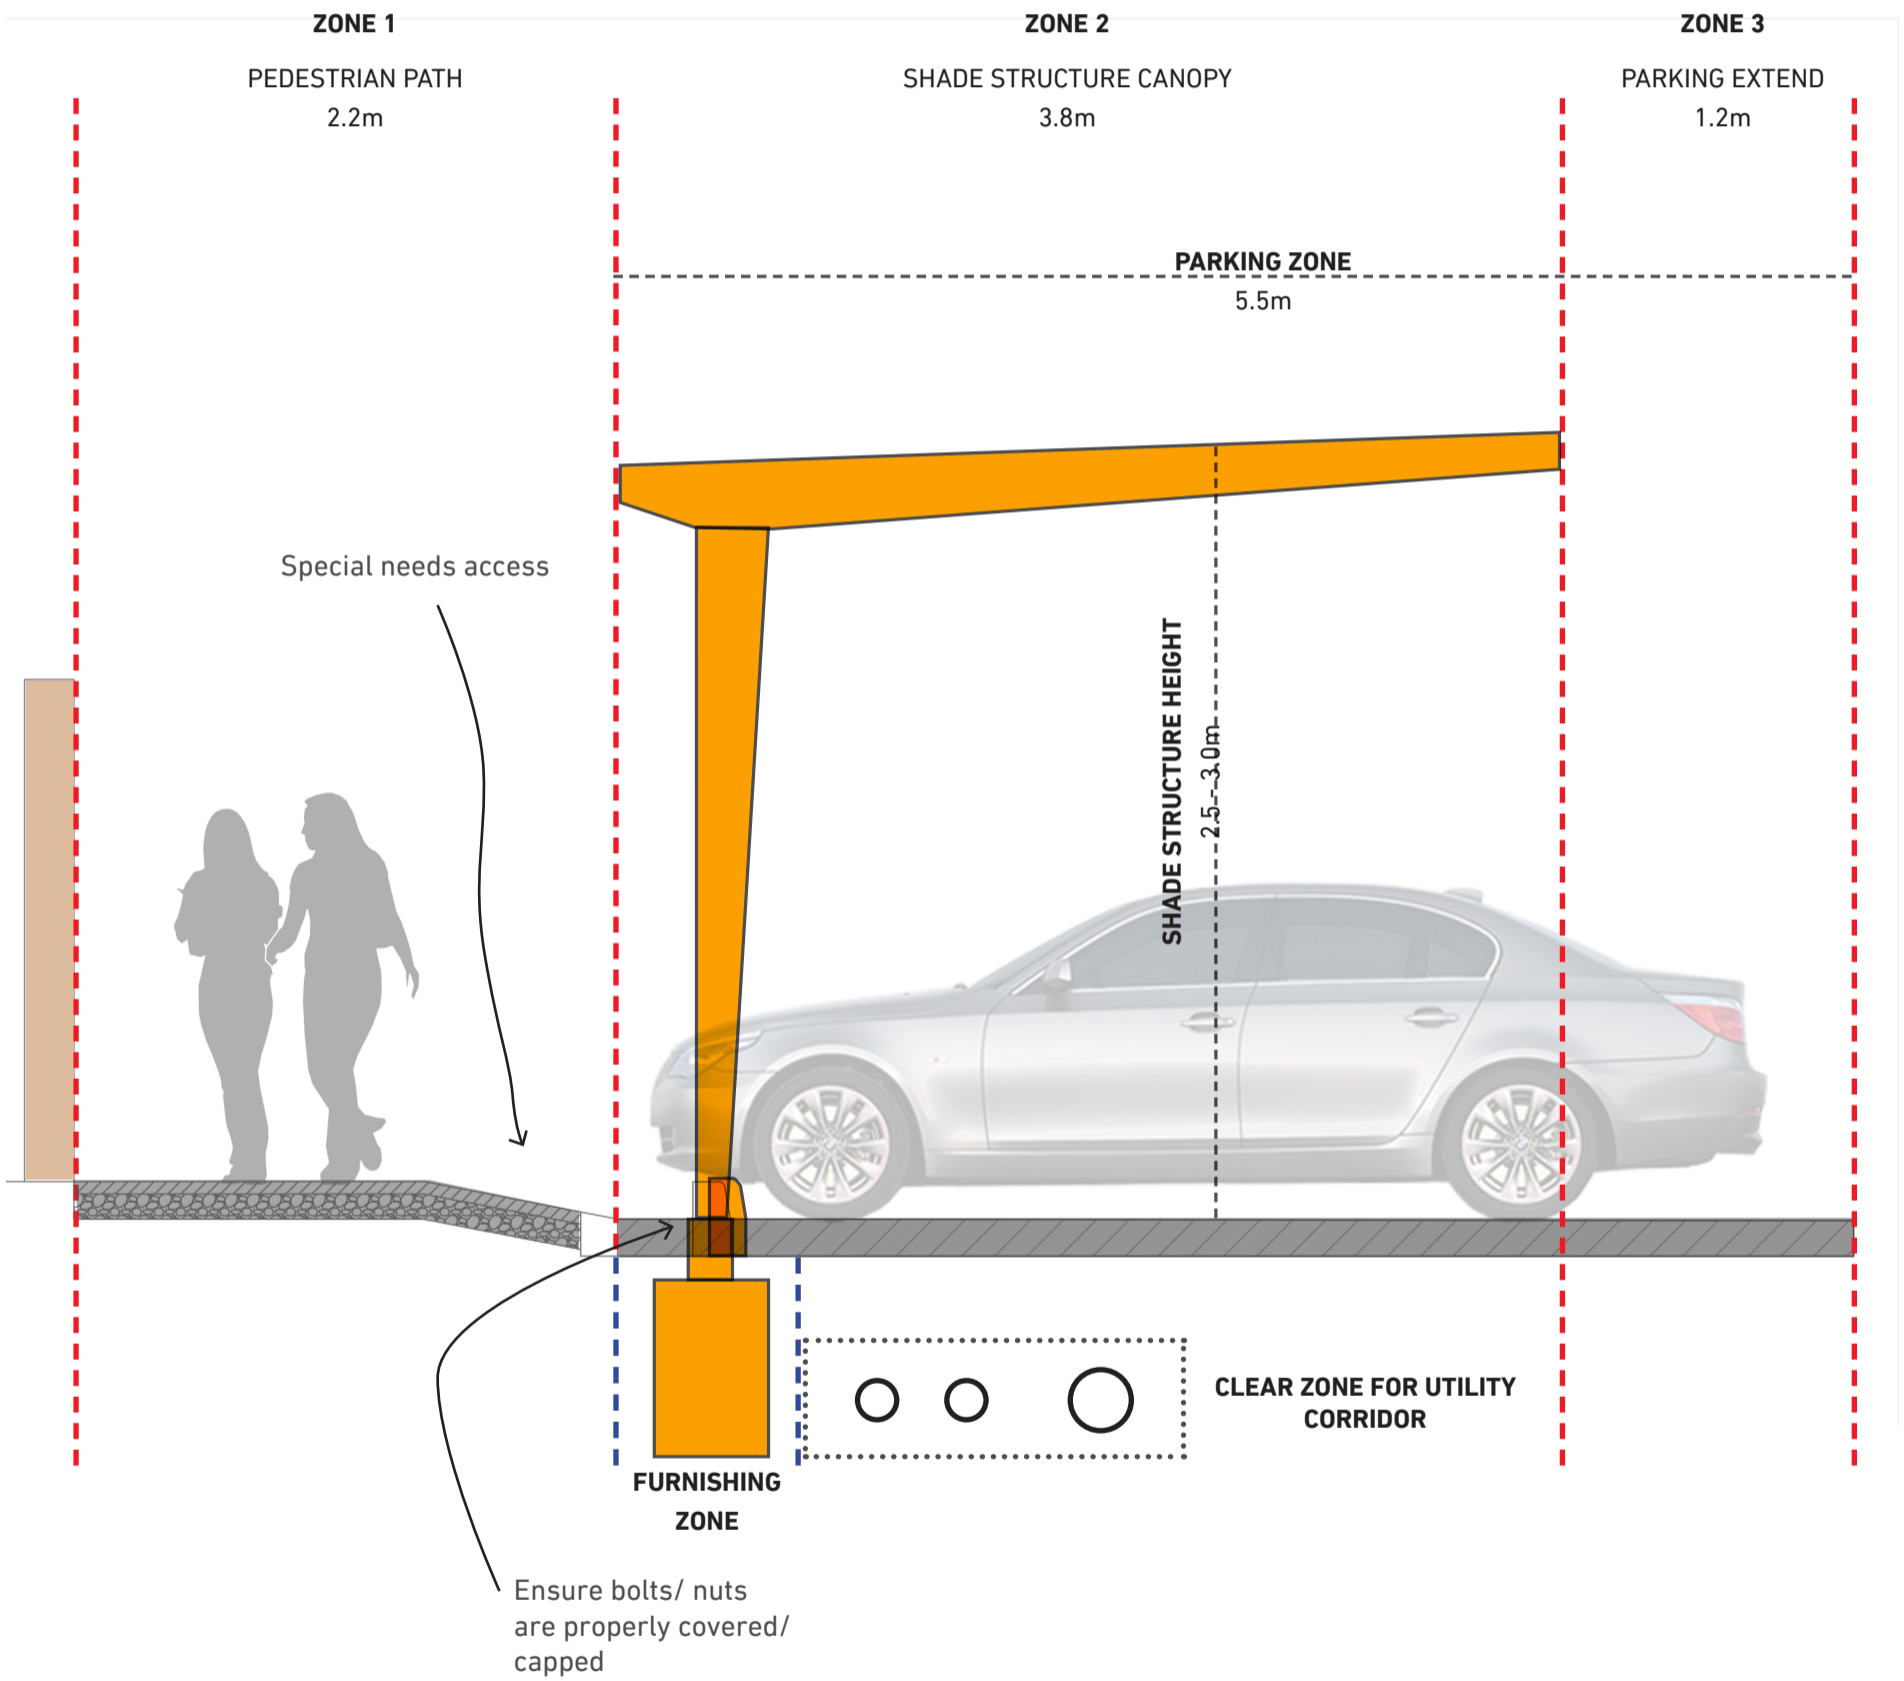 ZONE 1
PEDESTRIAN PATH
2.2m
ZONE 2
SHADE STRUCTURE CANOPY
3.8m
ZONE 3
PARKING EXTEND
1.2m
PARKING ZONE
5.5m
Special needs access
SHADE STRUCTURE HEIGHT
2.5 - 3.0m
CLEAR ZONE FOR UTILITY
CORRIDOR
FURNISHING
ZONE
Ensure bolts/ nuts
are properly covered/
capped